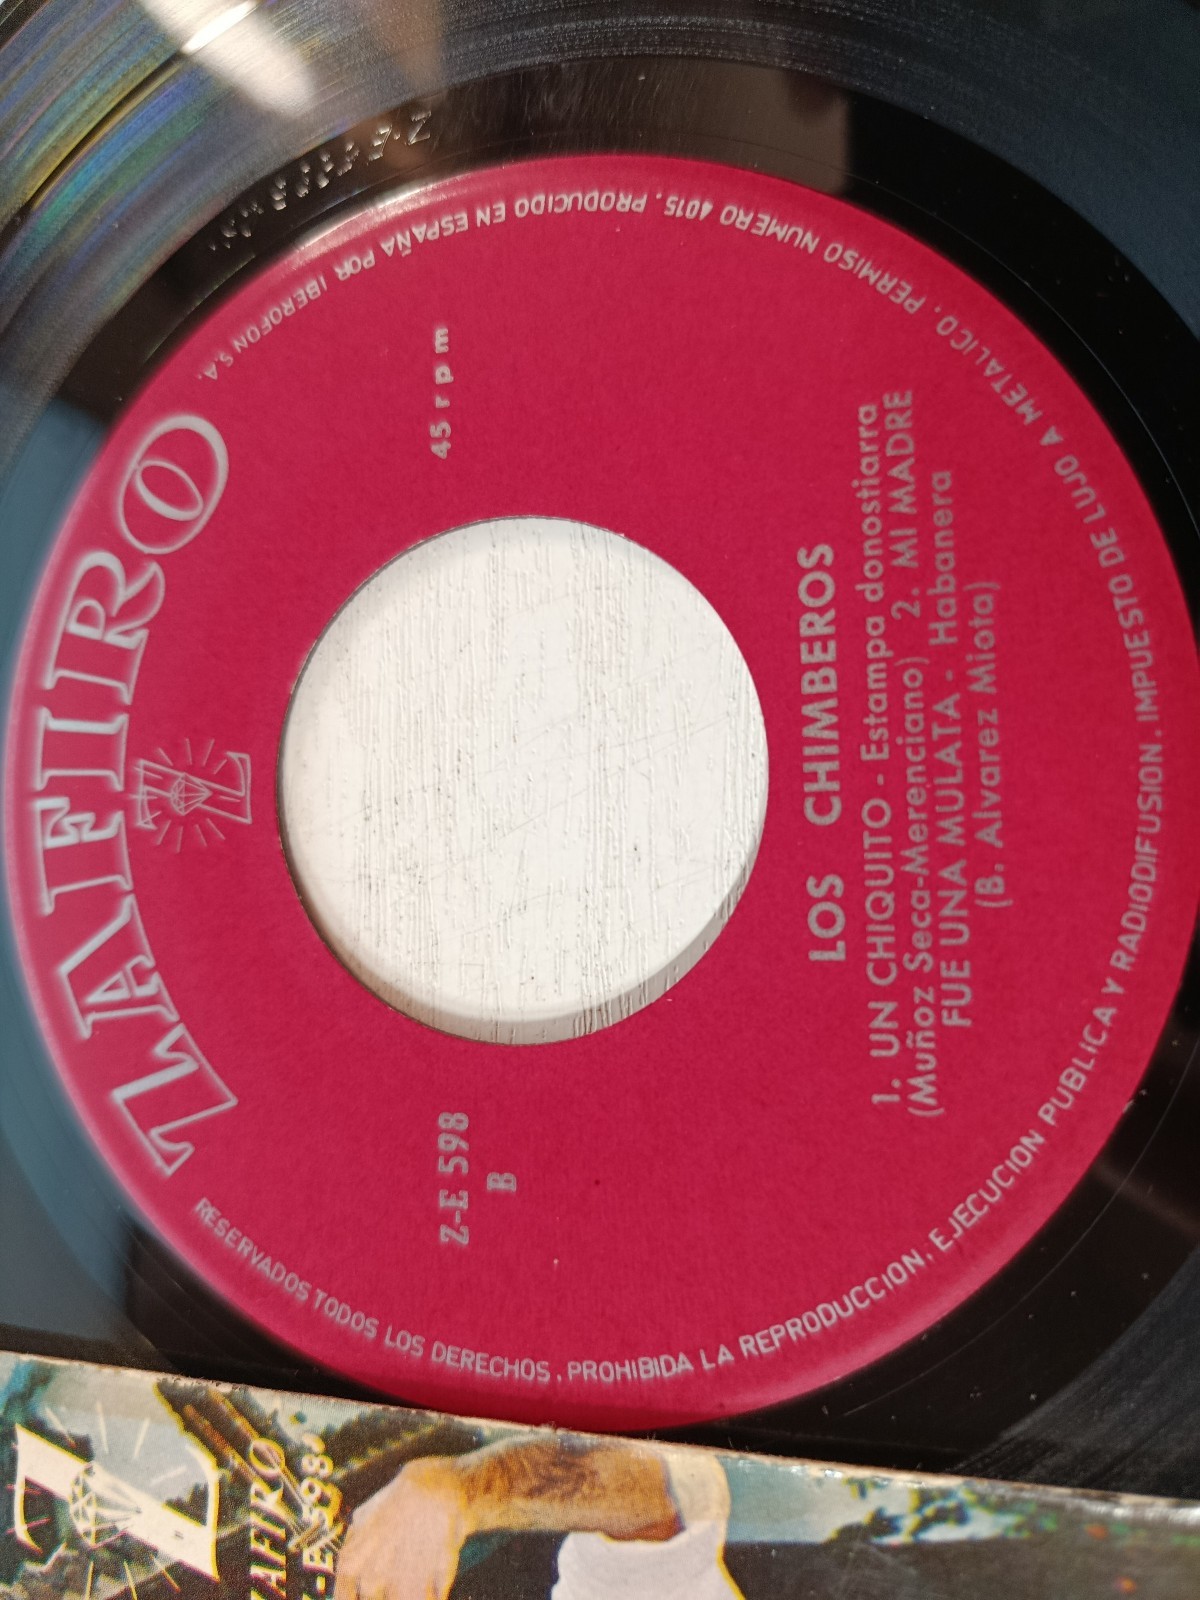 ZAFIRO
Z
45 rpm
Z-E 598
B
LOS CHIMBEROS
1. UN CHIQUITO - Estampa donostiarra
(Muñoz Seca-Merenciano) 2. MI MADRE
FUE UNA MULATA - Habanera
(B. Alvarez Miota)
RESERVADOS TODOS LOS DERECHOS. PROHIBIDA LA REPRODUCCION, EJECUCION PUBLICA Y RADIODIFUSION. IMPUESTO DE LUJO A METALICO, PERMISO NUMERO 4015. PRODUCIDO EN ESPAÑA POR IBEROFON S.A.
Z
ZAFIRO
Z-E 598